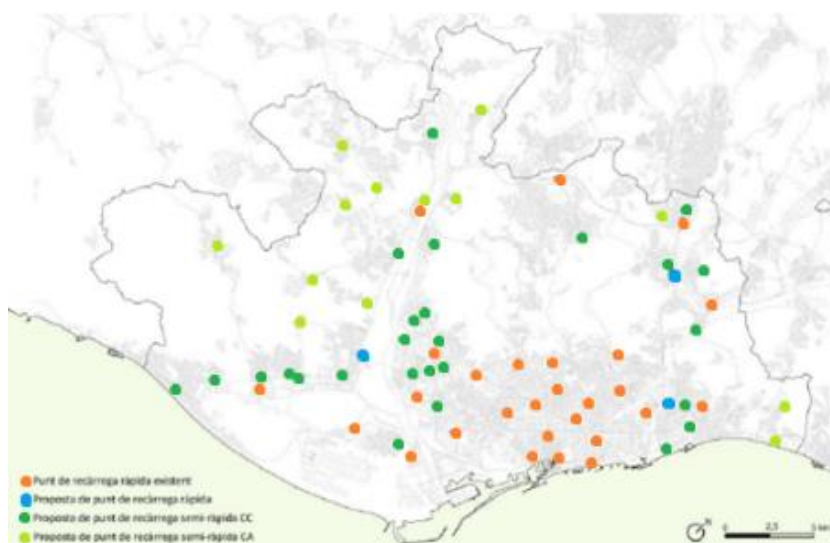 Punt de recàrrega ràpida existent
Proposta de punt de recàrrega ràpida
Proposta de punt de recàrrega semi-ràpida CC
Proposta de punt de recàrrega semi-ràpida CA
N
0 2,5 5 km